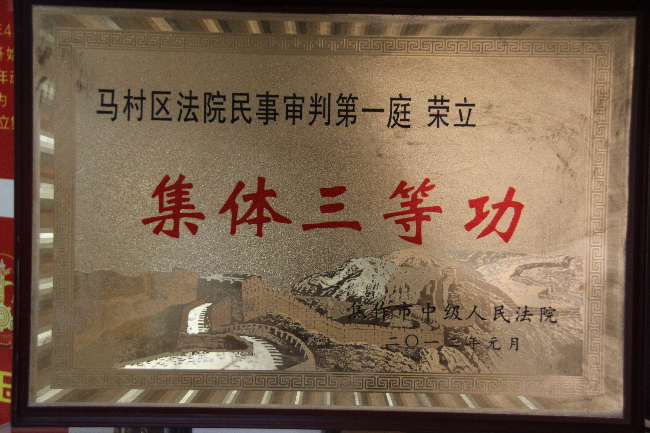 马村区法院民事审判第一庭 荣立
集体三等功
焦作市中级人民法院
二〇一 年元月